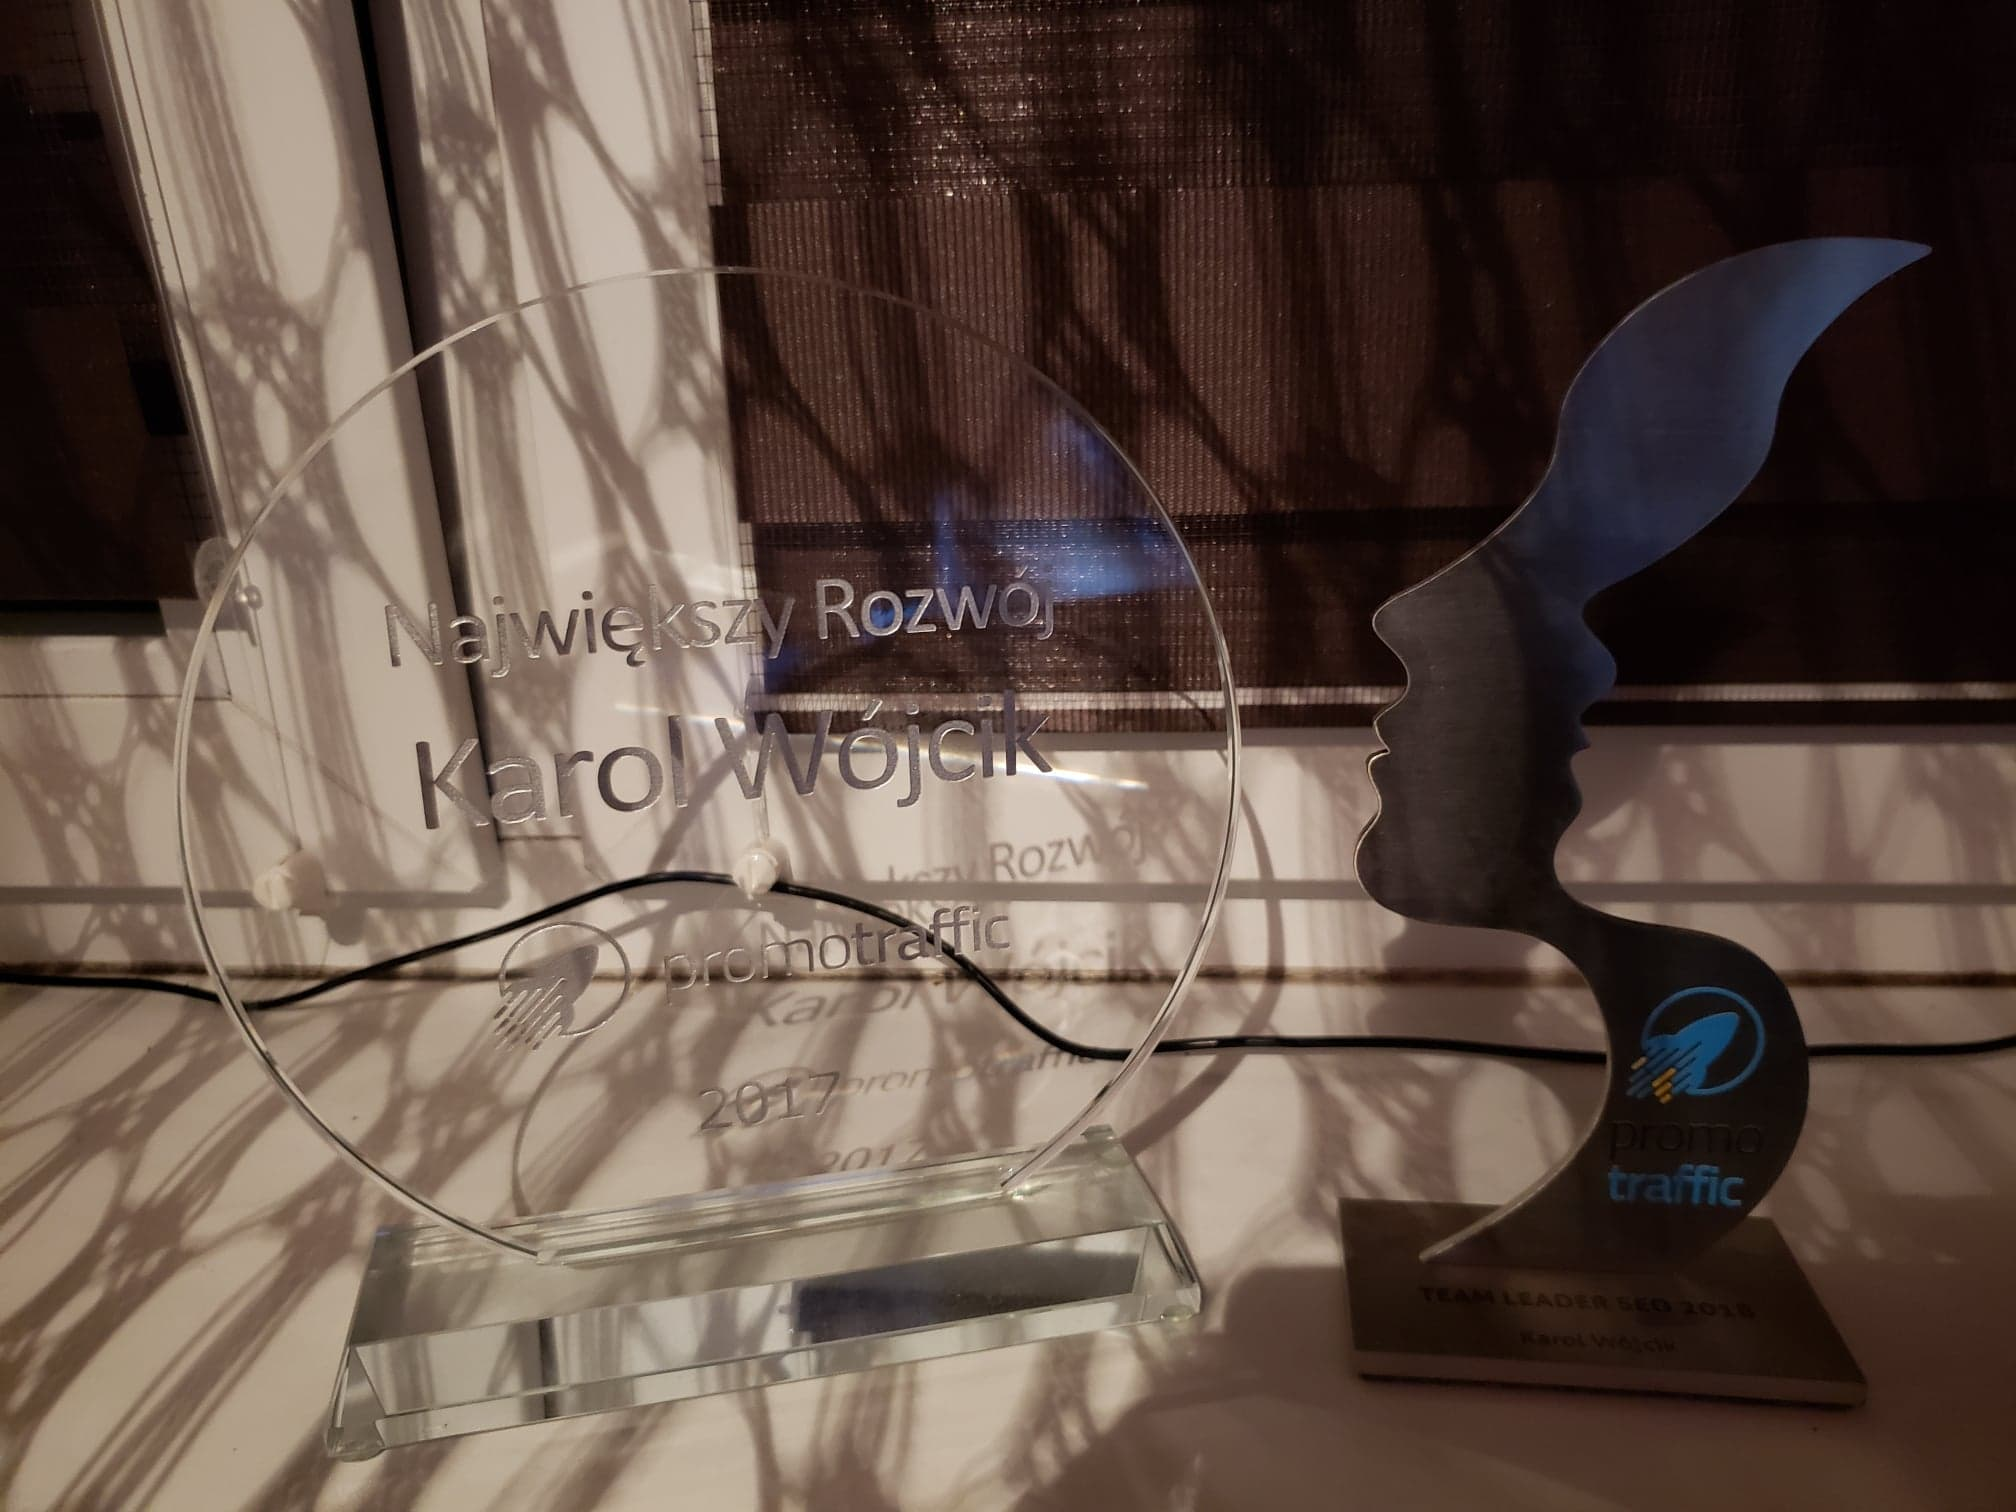 Największy Rozwój
Karol Wójcik
promotraffic
2017
promo
traffic
TEAM LEADER SEO 2018
Karol Wójcik